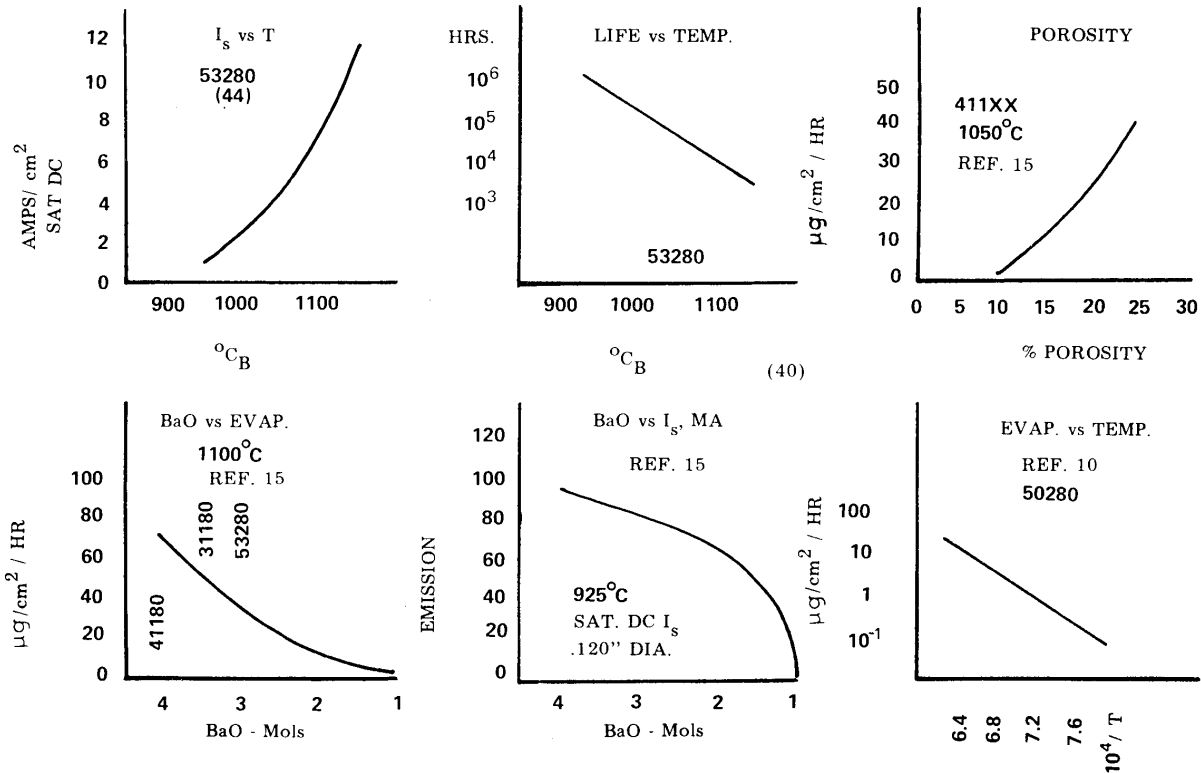 I_s vs T
53280
(44)
12
10
8
6
4
2
0
AMPS/ cm²
SAT DC
900 1000 1100
°C_B
HRS.
LIFE vs TEMP.
10⁶
10⁵
10⁴
10³
53280
900 1000 1100
°C_B
(40)
POROSITY
411XX
1050°C
REF. 15
50
40
30
20
10
0
µg/cm² / HR
0 5 10 15 20 25 30
% POROSITY
BaO vs EVAP.
1100°C
REF. 15
31180
53280
41180
100
80
60
40
20
0
µg/cm² / HR
4 3 2 1
BaO - Mols
BaO vs I_s, MA
REF. 15
120
100
80
60
40
20
0
EMISSION
925°C
SAT. DC I_s
.120” DIA.
4 3 2 1
BaO - Mols
EVAP. vs TEMP.
REF. 10
50280
100
10
1
10⁻¹
µg/cm² / HR
6.4
6.8
7.2
7.6
10⁴/ T